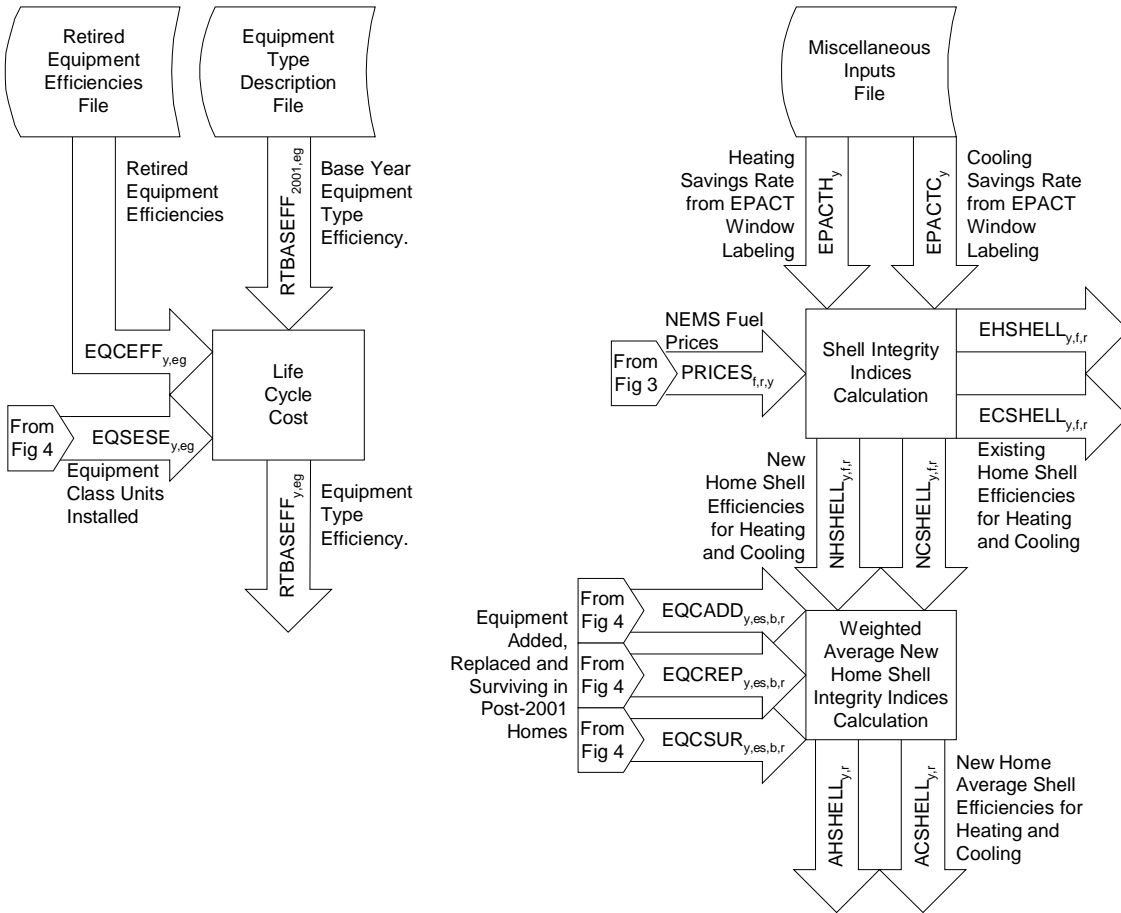 Retired
Equipment
Efficiencies
File
Equipment
Type
Description
File
Retired
Equipment
Efficiencies
RTBASEFF2001,eg
Base Year
Equipment
Type
Efficiency.
EQCEFFy,eg
Life
Cycle
Cost
From
Fig 4
EQSESEy,eg
Equipment
Class Units
Installed
RTBASEFFy,eg
Equipment
Type
Efficiency.
Miscellaneous
Inputs
File
Heating
Savings Rate
from EPACT
Window
Labeling
EPACTHy
EPACTCy
Cooling
Savings Rate
from EPACT
Window
Labeling
NEMS Fuel
Prices
From
Fig 3
PRICESf,r,y
Shell Integrity
Indices
Calculation
EHSHELLy,f,r
ECSHELLy,f,r
New
Home Shell
Efficiencies
for Heating
and Cooling
NHSHELLy,f,r
NCSHELLy,f,r
Existing
Home Shell
Efficiencies
for Heating
and Cooling
Equipment
Added,
Replaced and
Surviving in
Post-2001
Homes
From
Fig 4
EQCADDy,es,b,r
From
Fig 4
EQCREPy,es,b,r
From
Fig 4
EQCSURy,es,b,r
Weighted
Average New
Home Shell
Integrity Indices
Calculation
AHSHELLy,r
ACSHELLy,r
New Home
Average Shell
Efficiencies for
Heating and
Cooling